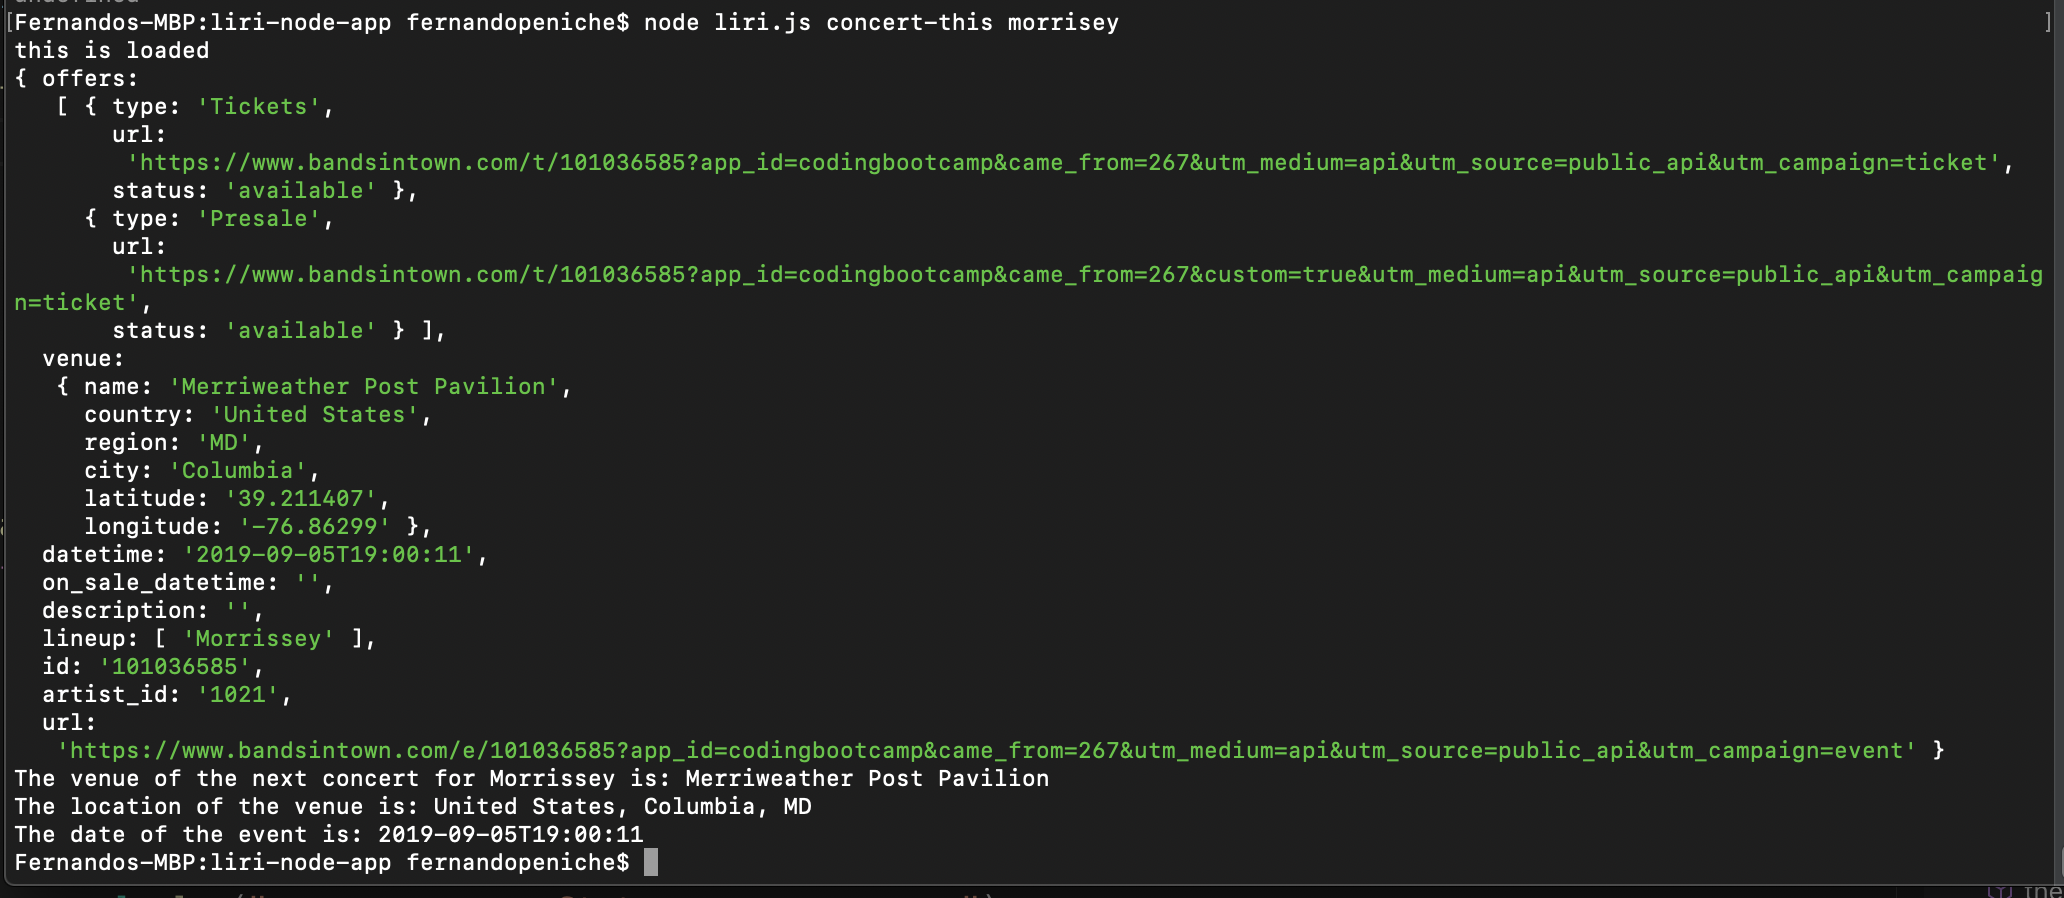 [Fernandos-MBP:liri-node-app fernandopeniche$ node liri.js concert-this morrisey ]
this is loaded
{ offers:
   [ { type: 'Tickets',
       url:
        'https://www.bandsintown.com/t/101036585?app_id=codingbootcamp&came_from=267&utm_medium=api&utm_source=public_api&utm_campaign=ticket',
       status: 'available' },
     { type: 'Presale',
       url:
        'https://www.bandsintown.com/t/101036585?app_id=codingbootcamp&came_from=267&custom=true&utm_medium=api&utm_source=public_api&utm_campaig
n=ticket',
       status: 'available' } ],
  venue:
   { name: 'Merriweather Post Pavilion',
     country: 'United States',
     region: 'MD',
     city: 'Columbia',
     latitude: '39.211407',
     longitude: '-76.86299' },
  datetime: '2019-09-05T19:00:11',
  on_sale_datetime: '',
  description: '',
  lineup: [ 'Morrissey' ],
  id: '101036585',
  artist_id: '1021',
  url:
   'https://www.bandsintown.com/e/101036585?app_id=codingbootcamp&came_from=267&utm_medium=api&utm_source=public_api&utm_campaign=event' }
The venue of the next concert for Morrissey is: Merriweather Post Pavilion
The location of the venue is: United States, Columbia, MD
The date of the event is: 2019-09-05T19:00:11
Fernandos-MBP:liri-node-app fernandopeniche$